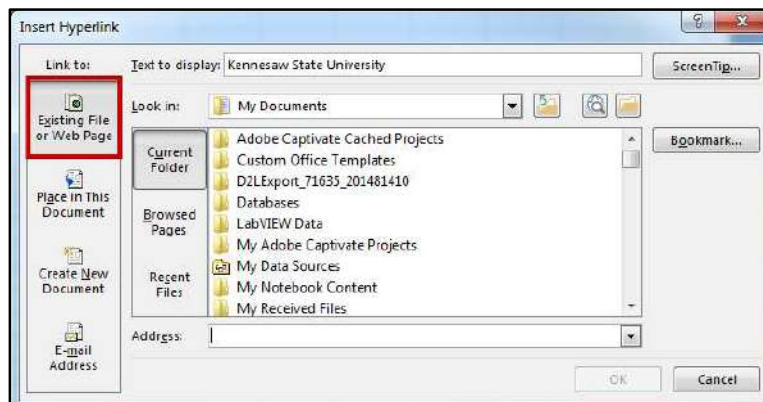 Insert Hyperlink
Link to:
Text to display: Kennesaw State University
ScreenTip...
Existing File
or Web Page
Look in:
My Documents
Bookmark...
Current
Folder
Adobe Captivate Cached Projects
Custom Office Templates
D2LExport_71635_201481410
Databases
LabVIEW Data
My Adobe Captivate Projects
My Data Sources
My Notebook Content
My Received Files
Place in This
Document
Browsed
Pages
Create New
Document
Recent
Files
E-mail
Address
Address:
OK
Cancel